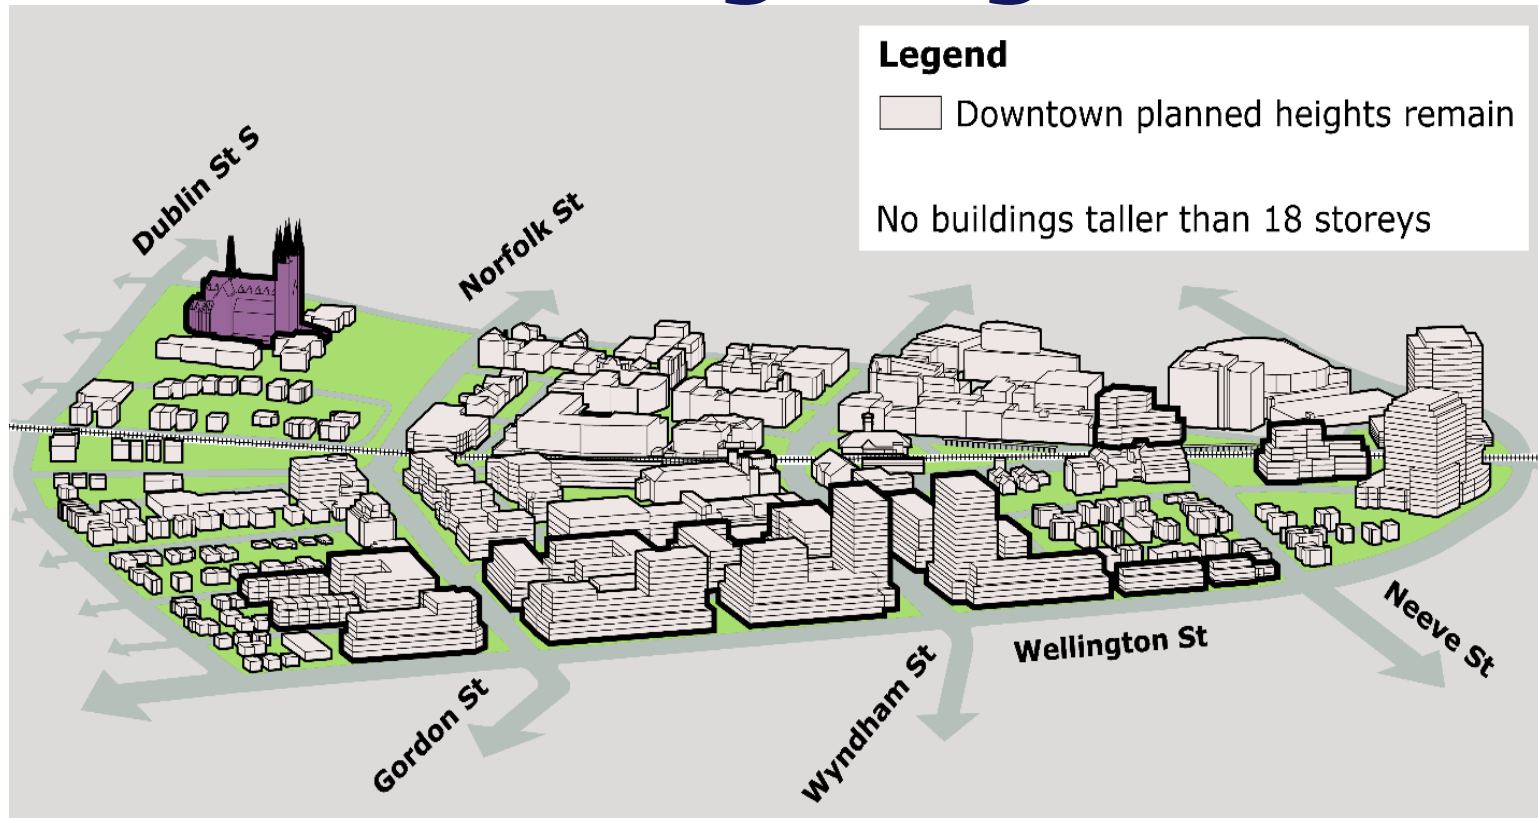 Legend
Downtown planned heights remain
No buildings taller than 18 storeys
Dublin St S
Norfolk St
Gordon St
Wyndham St
Wellington St
Neeve St